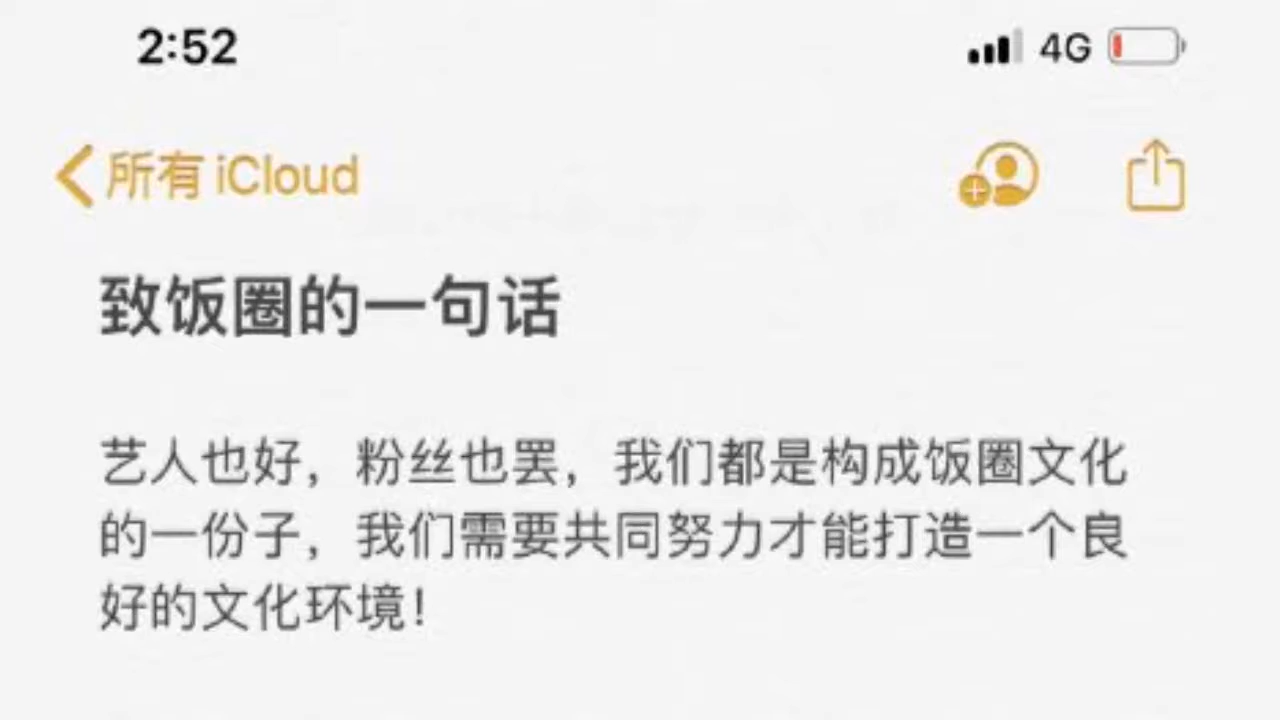 2:52 4G
所有 iCloud
致饭圈的一句话
艺人也好，粉丝也罢，我们都是构成饭圈文化
的一份子，我们需要共同努力才能打造一个良
好的文化环境！